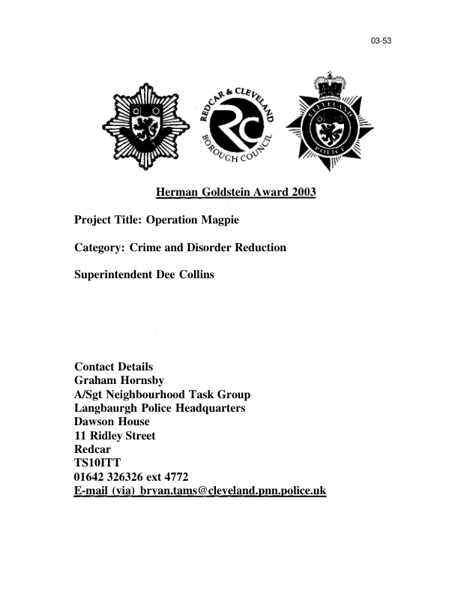 03-53
REDCAR & CLEVELAND
RC
BOROUGH COUNCIL
CLEVELAND
POLICE
Herman Goldstein Award 2003
Project Title: Operation Magpie
Category: Crime and Disorder Reduction
Superintendent Dee Collins
Contact Details
Graham Hornsby
A/Sgt Neighbourhood Task Group
Langbaurgh Police Headquarters
Dawson House
11 Ridley Street
Redcar
TS10ITT
01642 326326 ext 4772
E-mail (via) brvan.tams@cleveland.pnn.police.uk